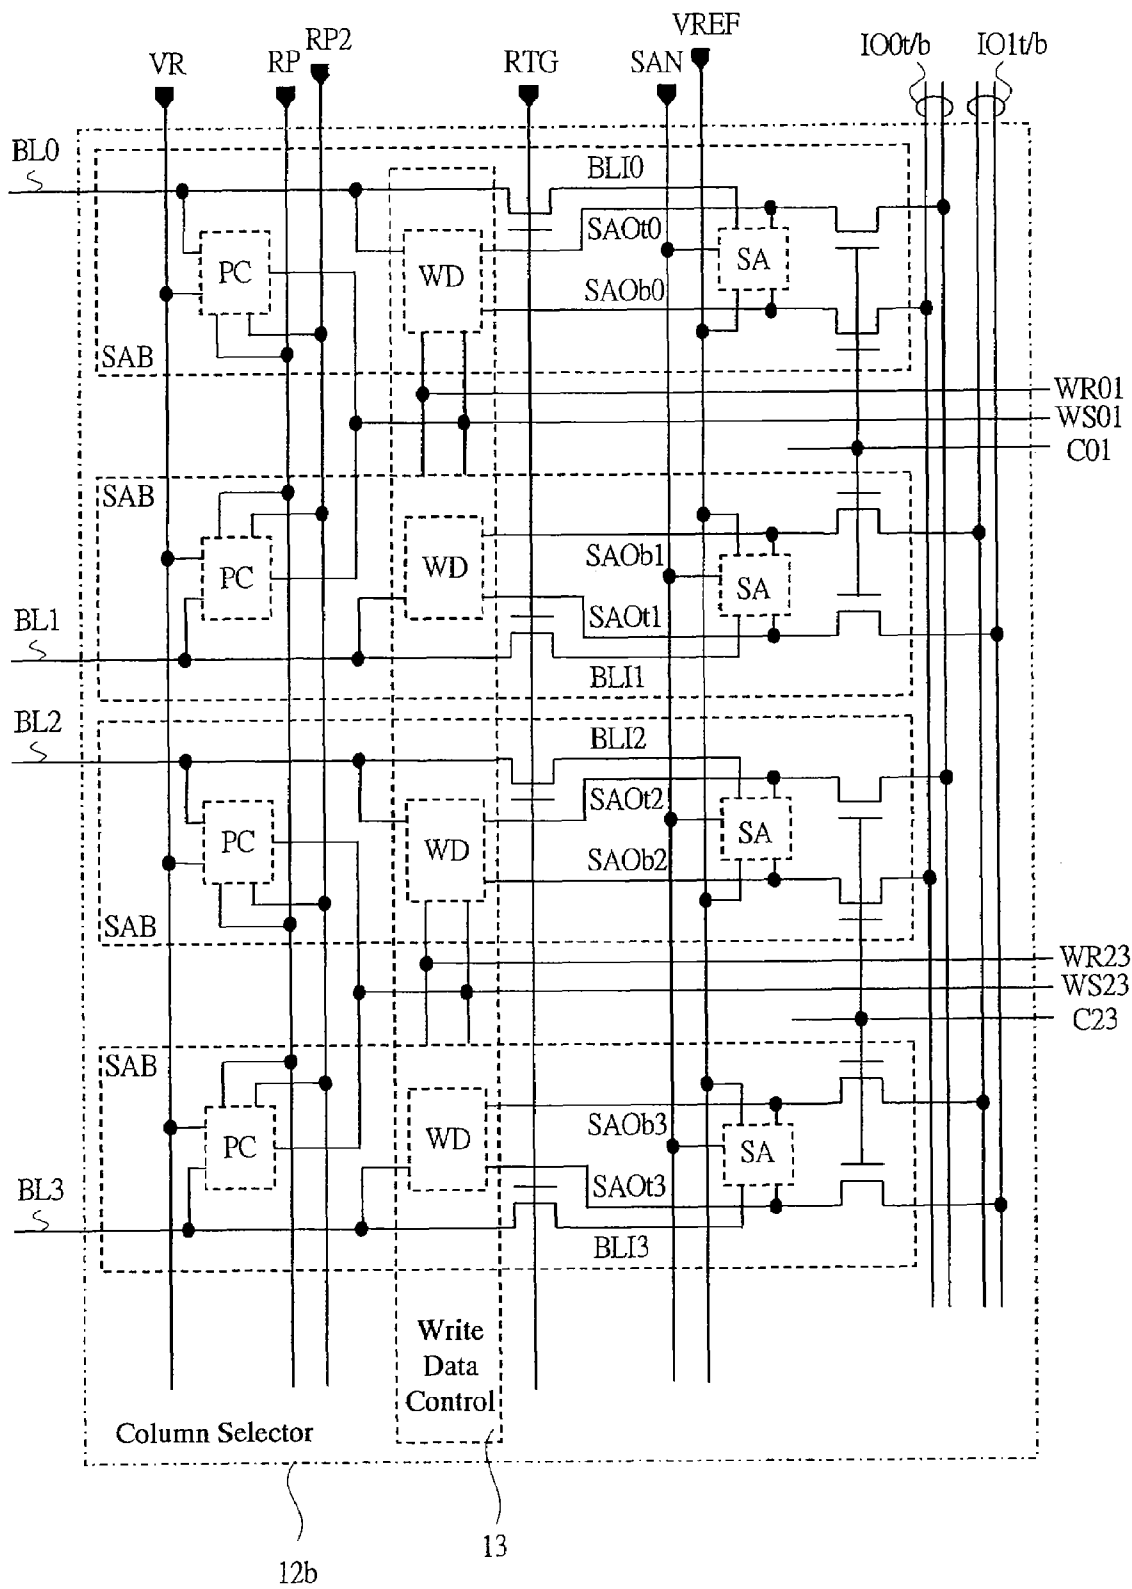 VREF
RP2
IO0t/b
IO1t/b
VR
RP
RTG
SAN
BL0
BLI0
SAOt0
PC
WD
SA
SAOb0
SAB
WR01
WS01
C01
SAB
SAOb1
PC
WD
SA
BL1
SAOt1
BLI1
BL2
BLI2
SAOt2
PC
WD
SA
SAOb2
SAB
WR23
WS23
C23
SAB
SAOb3
PC
WD
SA
BL3
SAOt3
BLI3
Write
Data
Control
Column Selector
13
12b